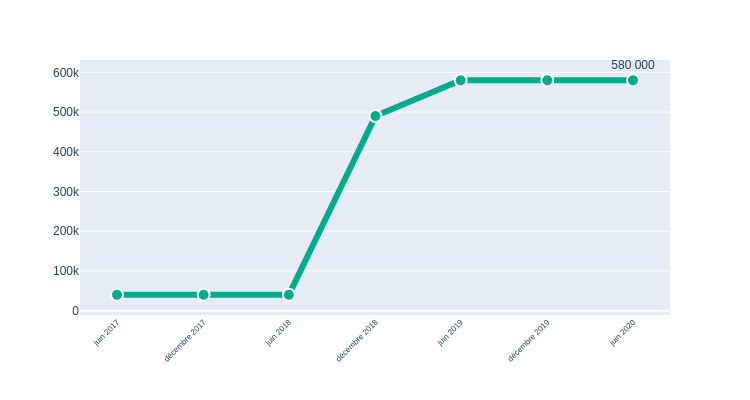 580 000
600k
500k
400k
300k
200k
100k
0
juin 2017
décembre 2017
juin 2018
décembre 2018
juin 2019
décembre 2019
juin 2020